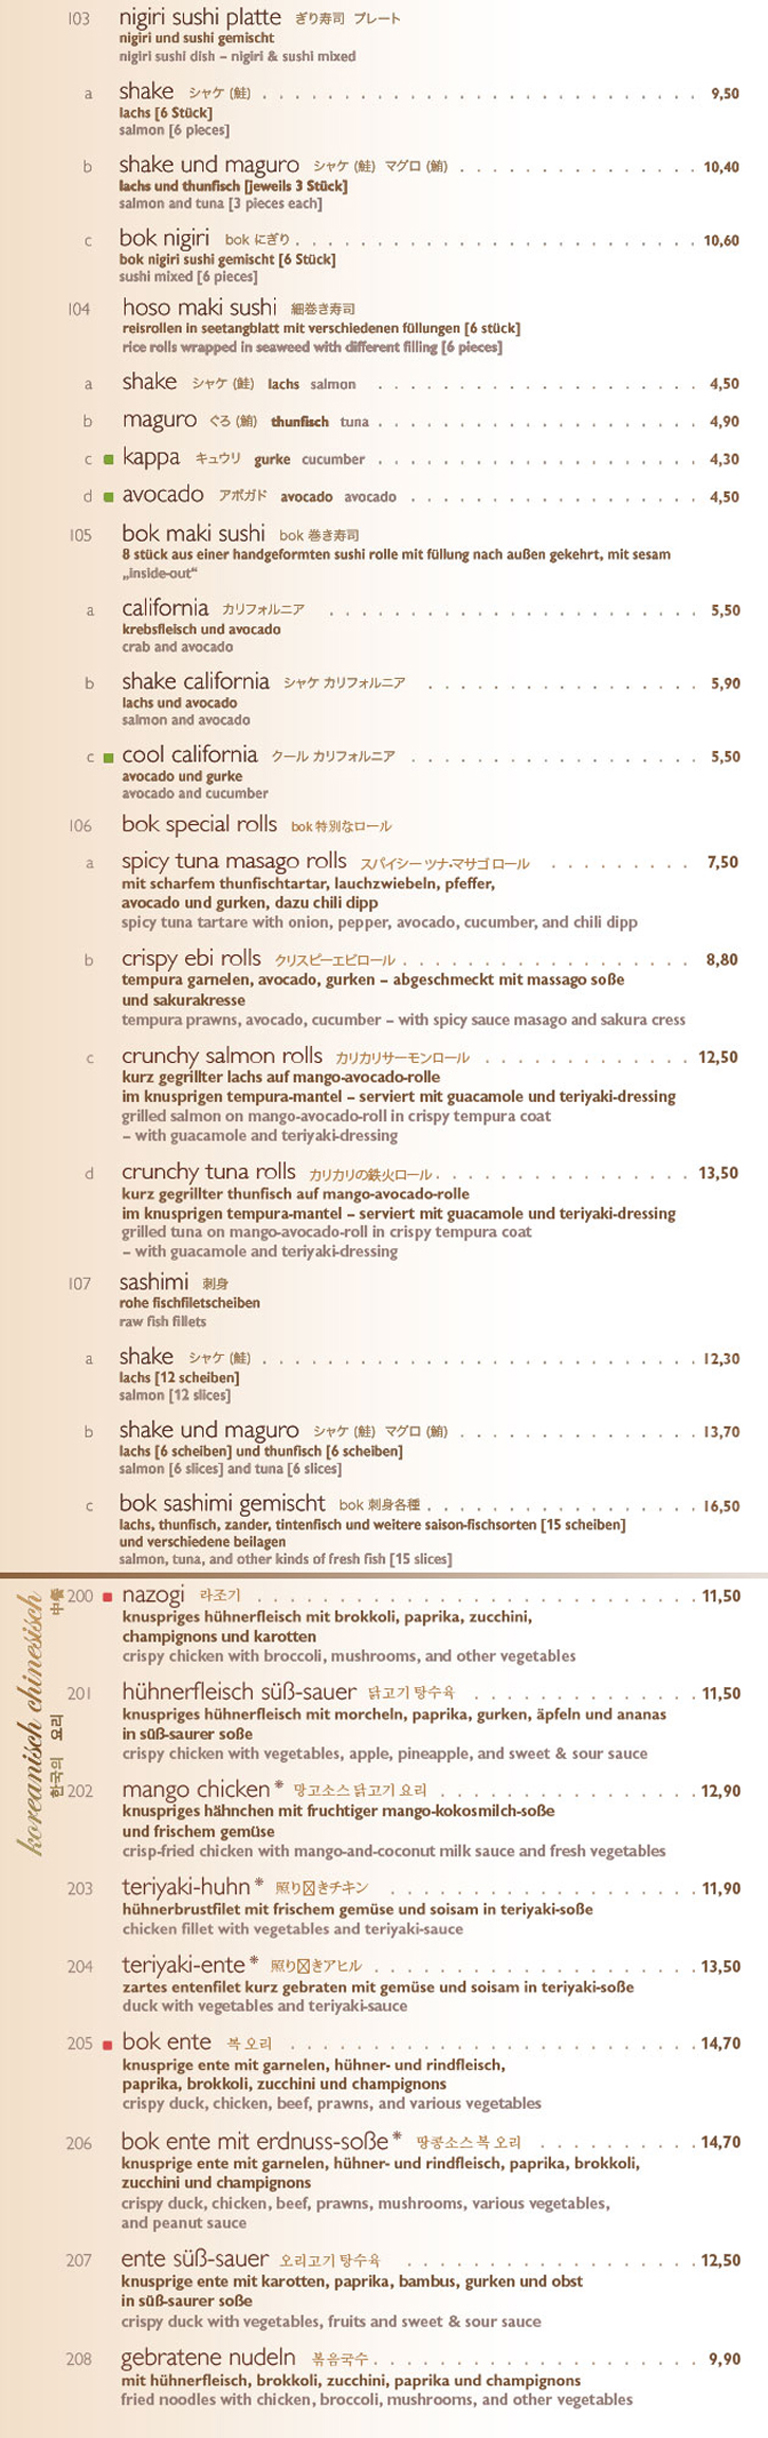 103 nigiri sushi platte ぎり寿司 プレート
nigiri und sushi gemischt
nigiri sushi dish – nigiri & sushi mixed
a shake シャケ (鮭) 9,50
lachs [6 Stück]
salmon [6 pieces]
b shake und maguro シャケ (鮭) マグロ (鮪) 10,40
lachs und thunfisch [jeweils 3 Stück]
salmon and tuna [3 pieces each]
c bok nigiri bok にぎり 10,60
bok nigiri sushi gemischt [6 Stück]
sushi mixed [6 pieces]
104 hoso maki sushi 細巻き寿司
reisrollen in seetangblatt mit verschiedenen füllungen [6 stück]
rice rolls wrapped in seaweed with different filling [6 pieces]
a shake シャケ (鮭) lachs salmon 4,50
b maguro ぐろ (鮪) thunfisch tuna 4,90
c kappa キュウリ gurke cucumber 4,30
d avocado アボガド avocado avocado 4,50
105 bok maki sushi bok 巻き寿司
8 stück aus einer handgeformten sushi rolle mit füllung nach außen gekehrt, mit sesam
„inside-out“
a california カリフォルニア 5,50
krebsfleisch und avocado
crab and avocado
b shake california シャケ カリフォルニア 5,90
lachs und avocado
salmon and avocado
c cool california クール カリフォルニア 5,50
avocado und gurke
avocado and cucumber
106 bok special rolls bok 特別なロール
a spicy tuna masago rolls スパイシー ツナ・マサゴ ロール 7,50
mit scharfem thunfischtartar, lauchzwiebeln, pfeffer,
avocado und gurken, dazu chili dipp
spicy tuna tartare with onion, pepper, avocado, cucumber, and chili dipp
b crispy ebi rolls クリスピーエビロール 8,80
tempura garnelen, avocado, gurken – abgeschmeckt mit massago soße
und sakurakresse
tempura prawns, avocado, cucumber – with spicy sauce masago and sakura cress
c crunchy salmon rolls カリカリサーモンロール 12,50
kurz gegrillter lachs auf mango-avocado-rolle
im knusprigen tempura-mantel – serviert mit guacamole und teriyaki-dressing
grilled salmon on mango-avocado-roll in crispy tempura coat
– with guacamole and teriyaki-dressing
d crunchy tuna rolls カリカリの鉄火ロール 13,50
kurz gegrillter thunfisch auf mango-avocado-rolle
im knusprigen tempura-mantel – serviert mit guacamole und teriyaki-dressing
grilled tuna on mango-avocado-roll in crispy tempura coat
– with guacamole and teriyaki-dressing
107 sashimi 刺身
rohe fischfiletscheiben
raw fish fillets
a shake シャケ (鮭) 12,30
lachs [12 scheiben]
salmon [12 slices]
b shake und maguro シャケ (鮭) マグロ (鮪) 13,70
lachs [6 scheiben] und thunfisch [6 scheiben]
salmon [6 slices] and tuna [6 slices]
c bok sashimi gemischt bok 刺身各種 16,50
lachs, thunfisch, zander, tintenfisch und weitere saison-fischsorten [15 scheiben]
und verschiedene beilagen
salmon, tuna, and other kinds of fresh fish [15 slices]
koreanisch chinesisch
한국의 요리 中餐
200 nazogi 라조기 11,50
knuspriges hühnerfleisch mit brokkoli, paprika, zucchini,
champignons und karotten
crispy chicken with broccoli, mushrooms, and other vegetables
201 hühnerfleisch süß-sauer 닭고기 탕수육 11,50
knuspriges hühnerfleisch mit morcheln, paprika, gurken, äpfeln und ananas
in süß-saurer soße
crispy chicken with vegetables, apple, pineapple, and sweet & sour sauce
202 mango chicken* 망고소스 닭고기 요리 12,90
knuspriges hähnchen mit fruchtiger mango-kokosmilch-soße
und frischem gemüse
crisp-fried chicken with mango-and-coconut milk sauce and fresh vegetables
203 teriyaki-huhn* 照り きチキン 11,90
hühnerbrustfilet mit frischem gemüse und soisam in teriyaki-soße
chicken fillet with vegetables and teriyaki-sauce
204 teriyaki-ente* 照り きアヒル 13,50
zartes entenfilet kurz gebraten mit gemüse und soisam in teriyaki-soße
duck with vegetables and teriyaki-sauce
205 bok ente 복 오리 14,70
knusprige ente mit garnelen, hühner- und rindfleisch,
paprika, brokkoli, zucchini und champignons
crispy duck, chicken, beef, prawns, and various vegetables
206 bok ente mit erdnuss-soße* 땅콩소스 복 오리 14,70
knusprige ente mit garnelen, hühner- und rindfleisch, paprika, brokkoli,
zucchini und champignons
crispy duck, chicken, beef, prawns, mushrooms, various vegetables,
and peanut sauce
207 ente süß-sauer 오리고기 탕수육 12,50
knusprige ente mit karotten, paprika, bambus, gurken und obst
in süß-saurer soße
crispy duck with vegetables, fruits and sweet & sour sauce
208 gebratene nudeln 볶음국수 9,90
mit hühnerfleisch, brokkoli, zucchini, paprika und champignons
fried noodles with chicken, broccoli, mushrooms, and other vegetables